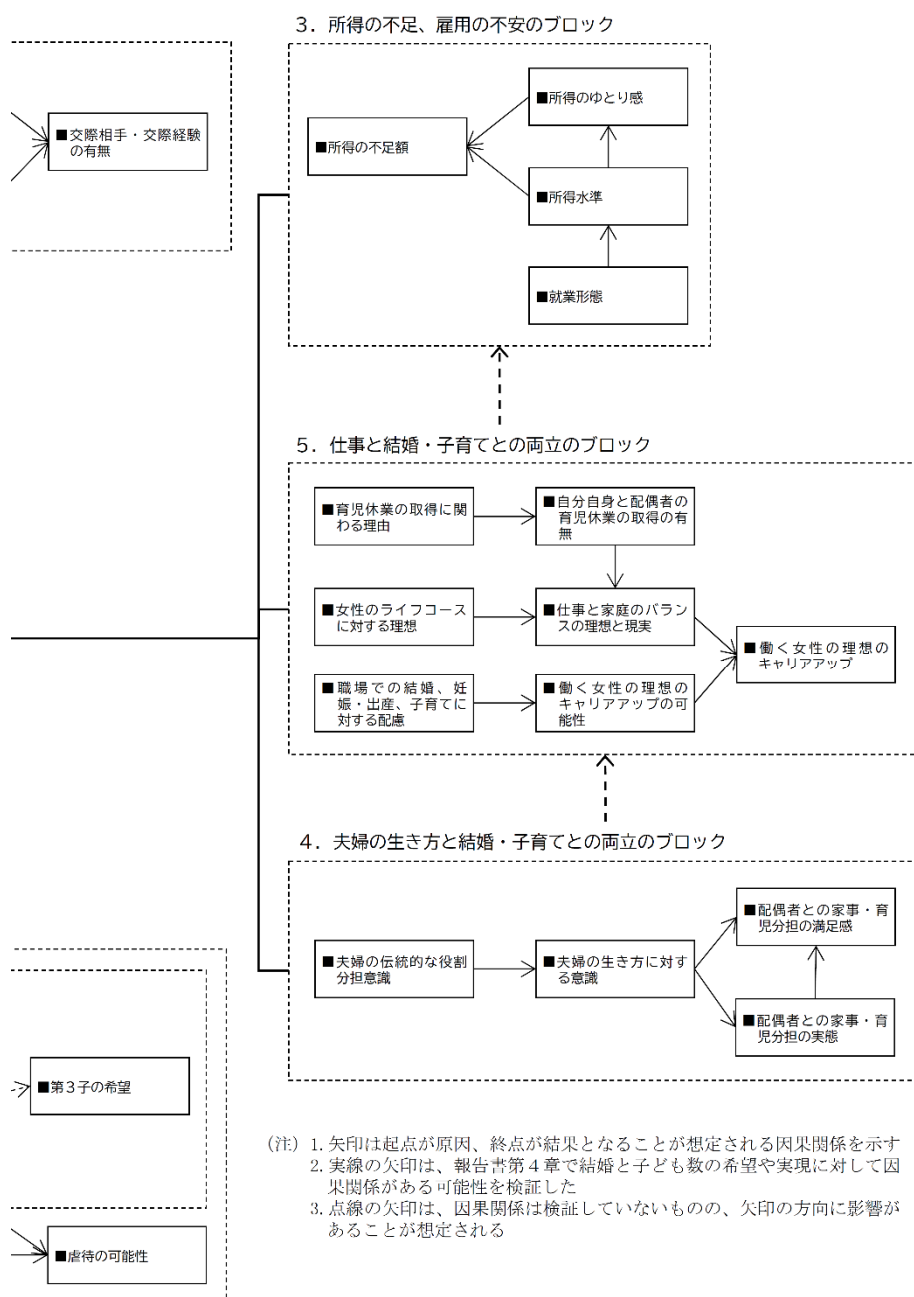 3．所得の不足、雇用の不安のブロック
■交際相手・交際経験
の有無
■所得のゆとり感
■所得の不足額
■所得水準
■就業形態
5．仕事と結婚・子育てとの両立のブロック
■育児休業の取得に関
わる理由
■自分自身と配偶者の
育児休業の取得の有
無
■女性のライフコース
に対する理想
■仕事と家庭のバラン
スの理想と現実
■働く女性の理想の
キャリアアップ
■職場での結婚、妊
娠・出産、子育てに
対する配慮
■働く女性の理想の
キャリアアップの可
能性
4．夫婦の生き方と結婚・子育てとの両立のブロック
■配偶者との家事・育
児分担の満足感
■夫婦の伝統的な役割
分担意識
■夫婦の生き方に対す
る意識
■配偶者との家事・育
児分担の実態
■第3子の希望
■虐待の可能性
（注）1. 矢印は起点が原因、終点が結果となることが想定される因果関係を示す
2. 実線の矢印は、報告書第4章で結婚と子ども数の希望や実現に対して因
果関係がある可能性を検証した
3. 点線の矢印は、因果関係は検証していないものの、矢印の方向に影響が
あることが想定される